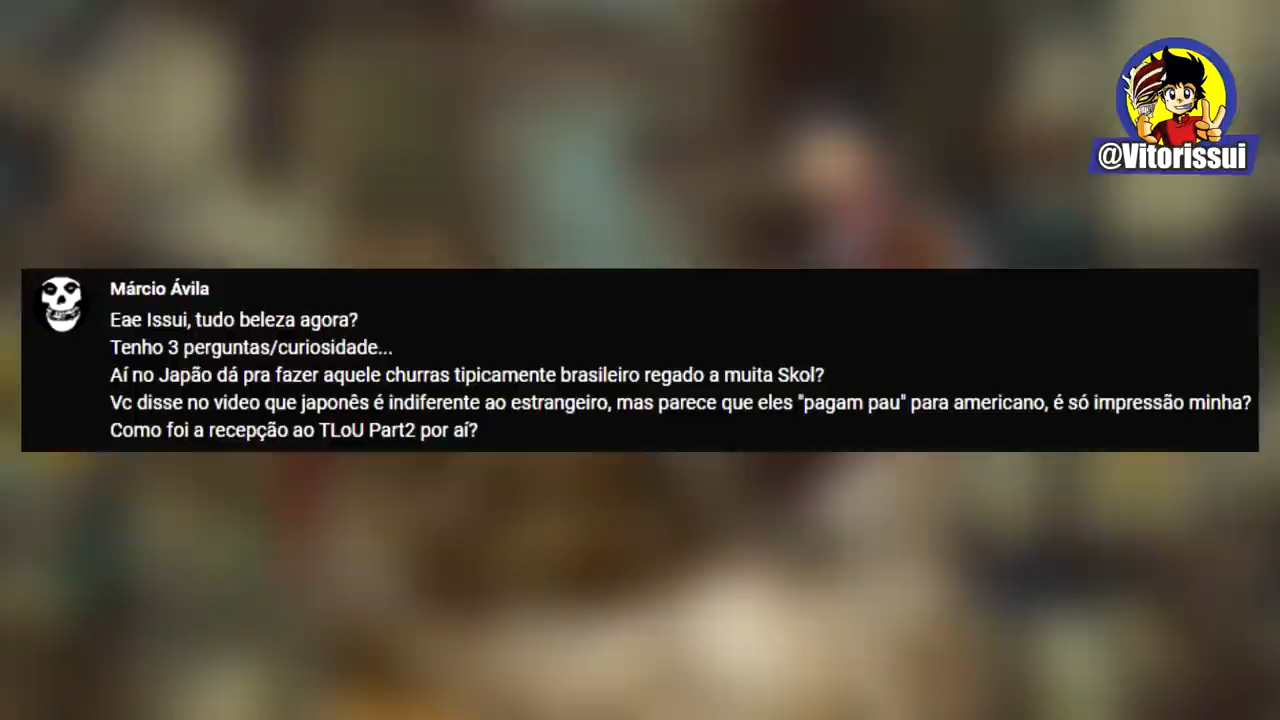 @Vitorissui
Márcio Ávila
Eae Issui, tudo beleza agora?
Tenho 3 perguntas/curiosidade...
Aí no Japão dá pra fazer aquele churras tipicamente brasileiro regado a muita Skol?
Vc disse no video que japonês é indiferente ao estrangeiro, mas parece que eles "pagam pau" para americano, é só impressão minha?
Como foi a recepção ao TLoU Part2 por aí?